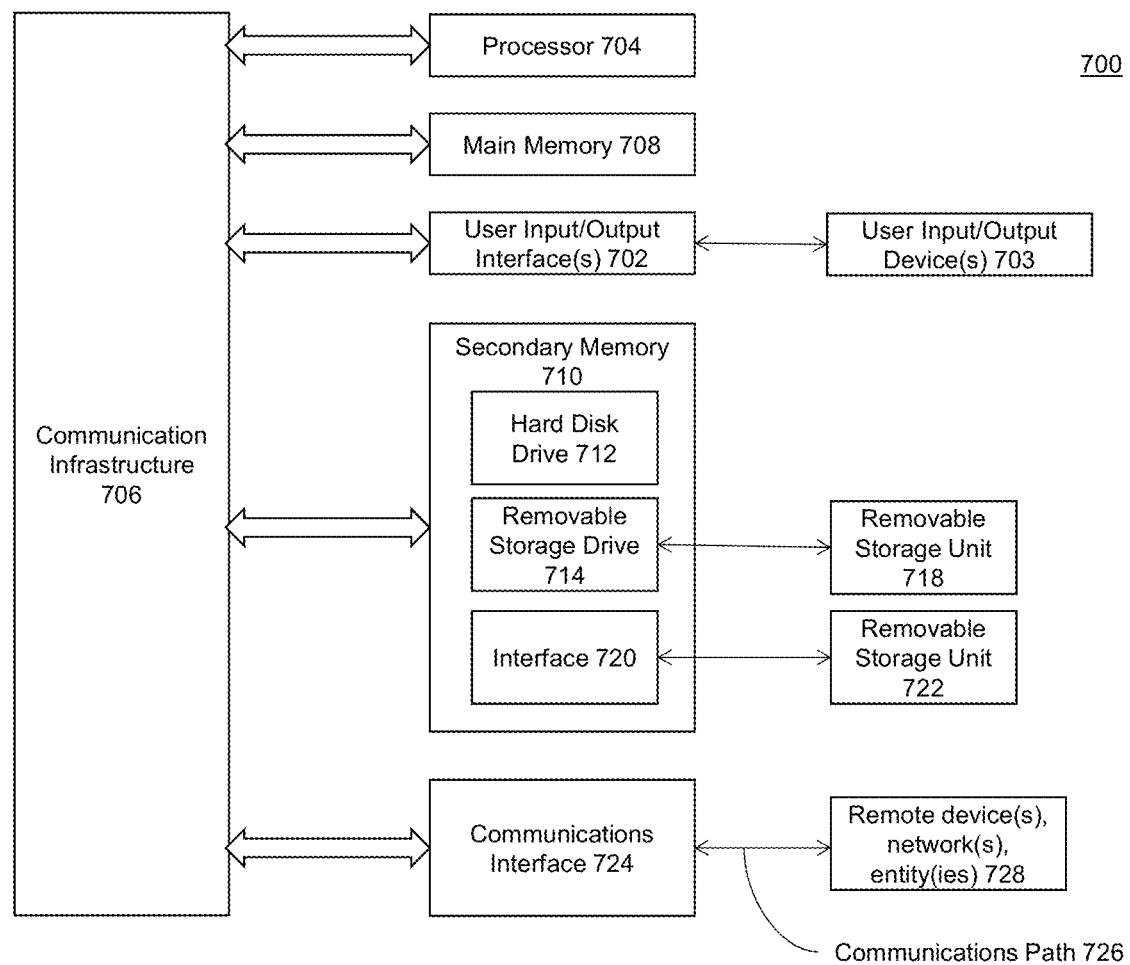 Processor 704
700
Main Memory 708
User Input/Output
Interface(s) 702
User Input/Output
Device(s) 703
Secondary Memory
710
Hard Disk
Drive 712
Communication
Infrastructure
706
Removable
Storage Drive
714
Removable
Storage Unit
718
Interface 720
Removable
Storage Unit
722
Communications
Interface 724
Remote device(s),
network(s),
entity(ies) 728
Communications Path 726